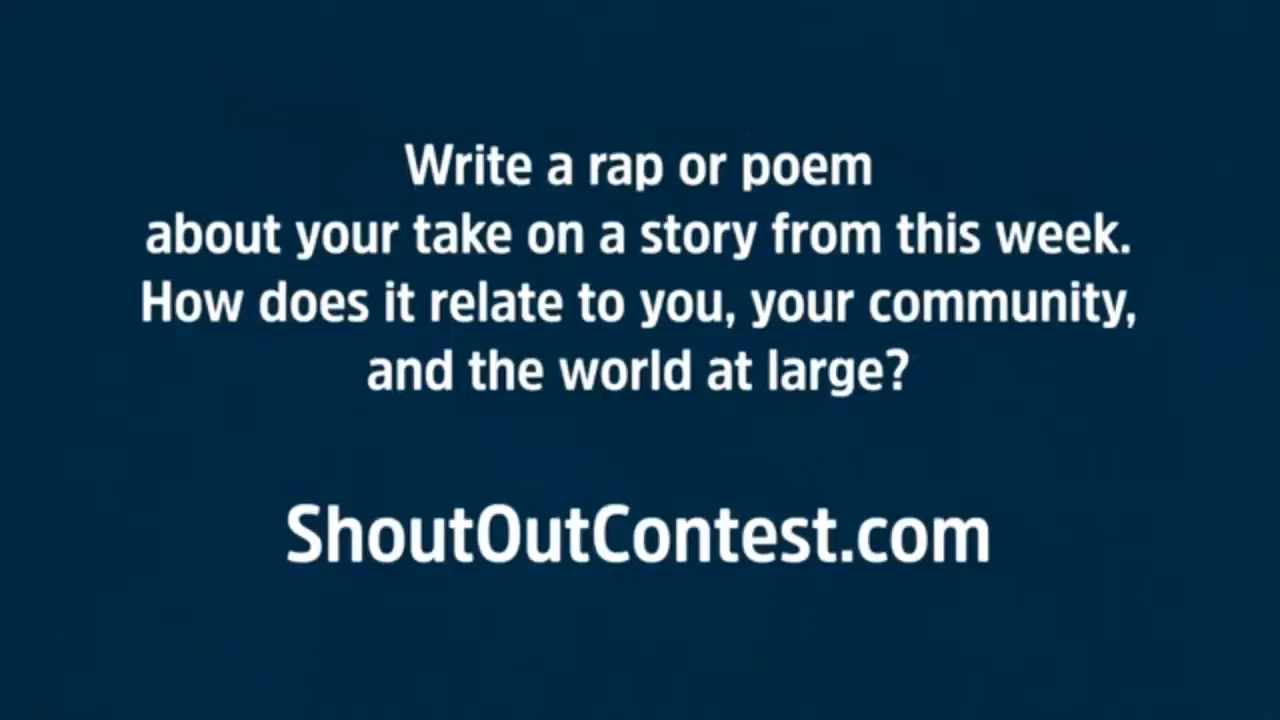 Write a rap or poem
about your take on a story from this week.
How does it relate to you, your community,
and the world at large?
ShoutOutContest.com